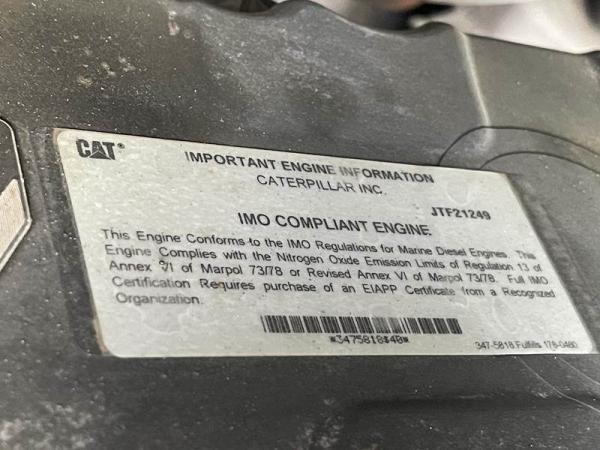 CAT®
IMPORTANT ENGINE INFORMATION
CATERPILLAR INC.
JTF21249
IMO COMPLIANT ENGINE
This Engine Conforms to the IMO Regulations for Marine Diesel Engines. This
Engine Complies with the Nitrogen Oxide Emission Limits of Regulation 13 of
Annex VI of Marpol 73/78 or Revised Annex VI of Marpol 73/78. Full IMO
Certification Requires purchase of an EIAPP Certificate from a Recognized
Organization.
*3475818$40*
347-5818 Fulfills 178-0480